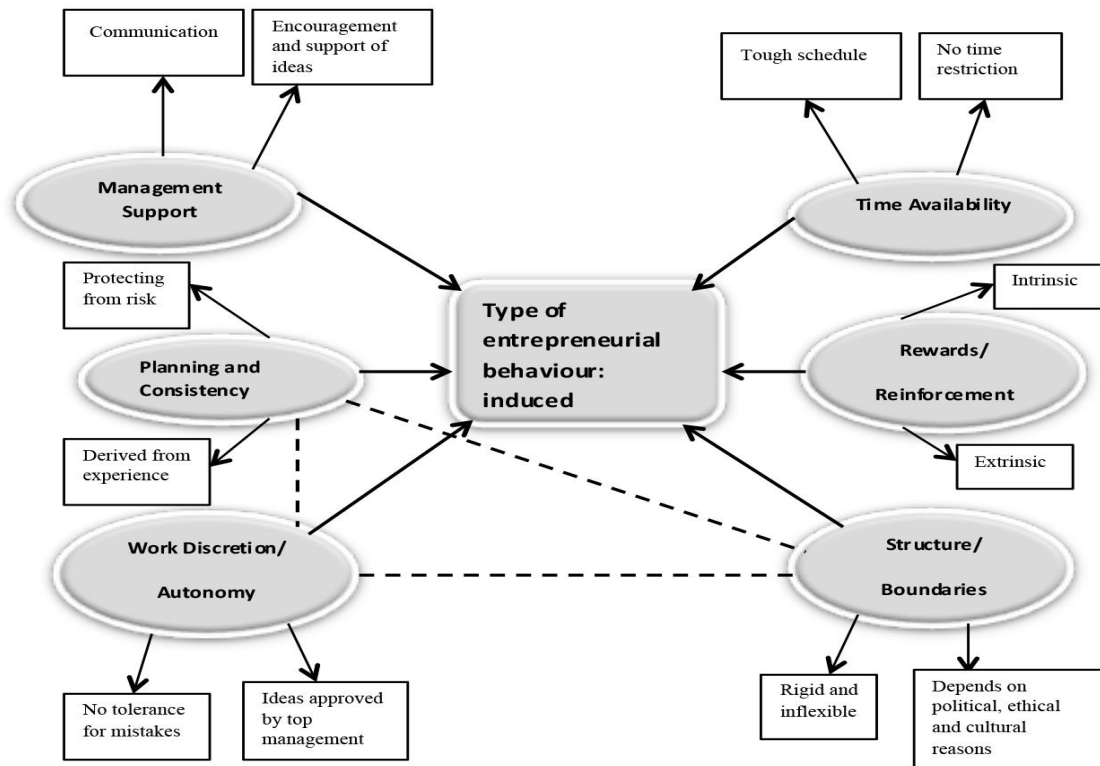 Communication
Encouragement
and support of
ideas
Tough schedule
No time
restriction
Management
Support
Time Availability
Protecting
from risk
Intrinsic
Type of
entrepreneurial
behaviour:
induced
Planning and
Consistency
Rewards/
Reinforcement
Derived from
experience
Extrinsic
Work Discretion/
Autonomy
Structure/
Boundaries
No tolerance
for mistakes
Ideas approved
by top
management
Rigid and
inflexible
Depends on
political, ethical
and cultural
reasons